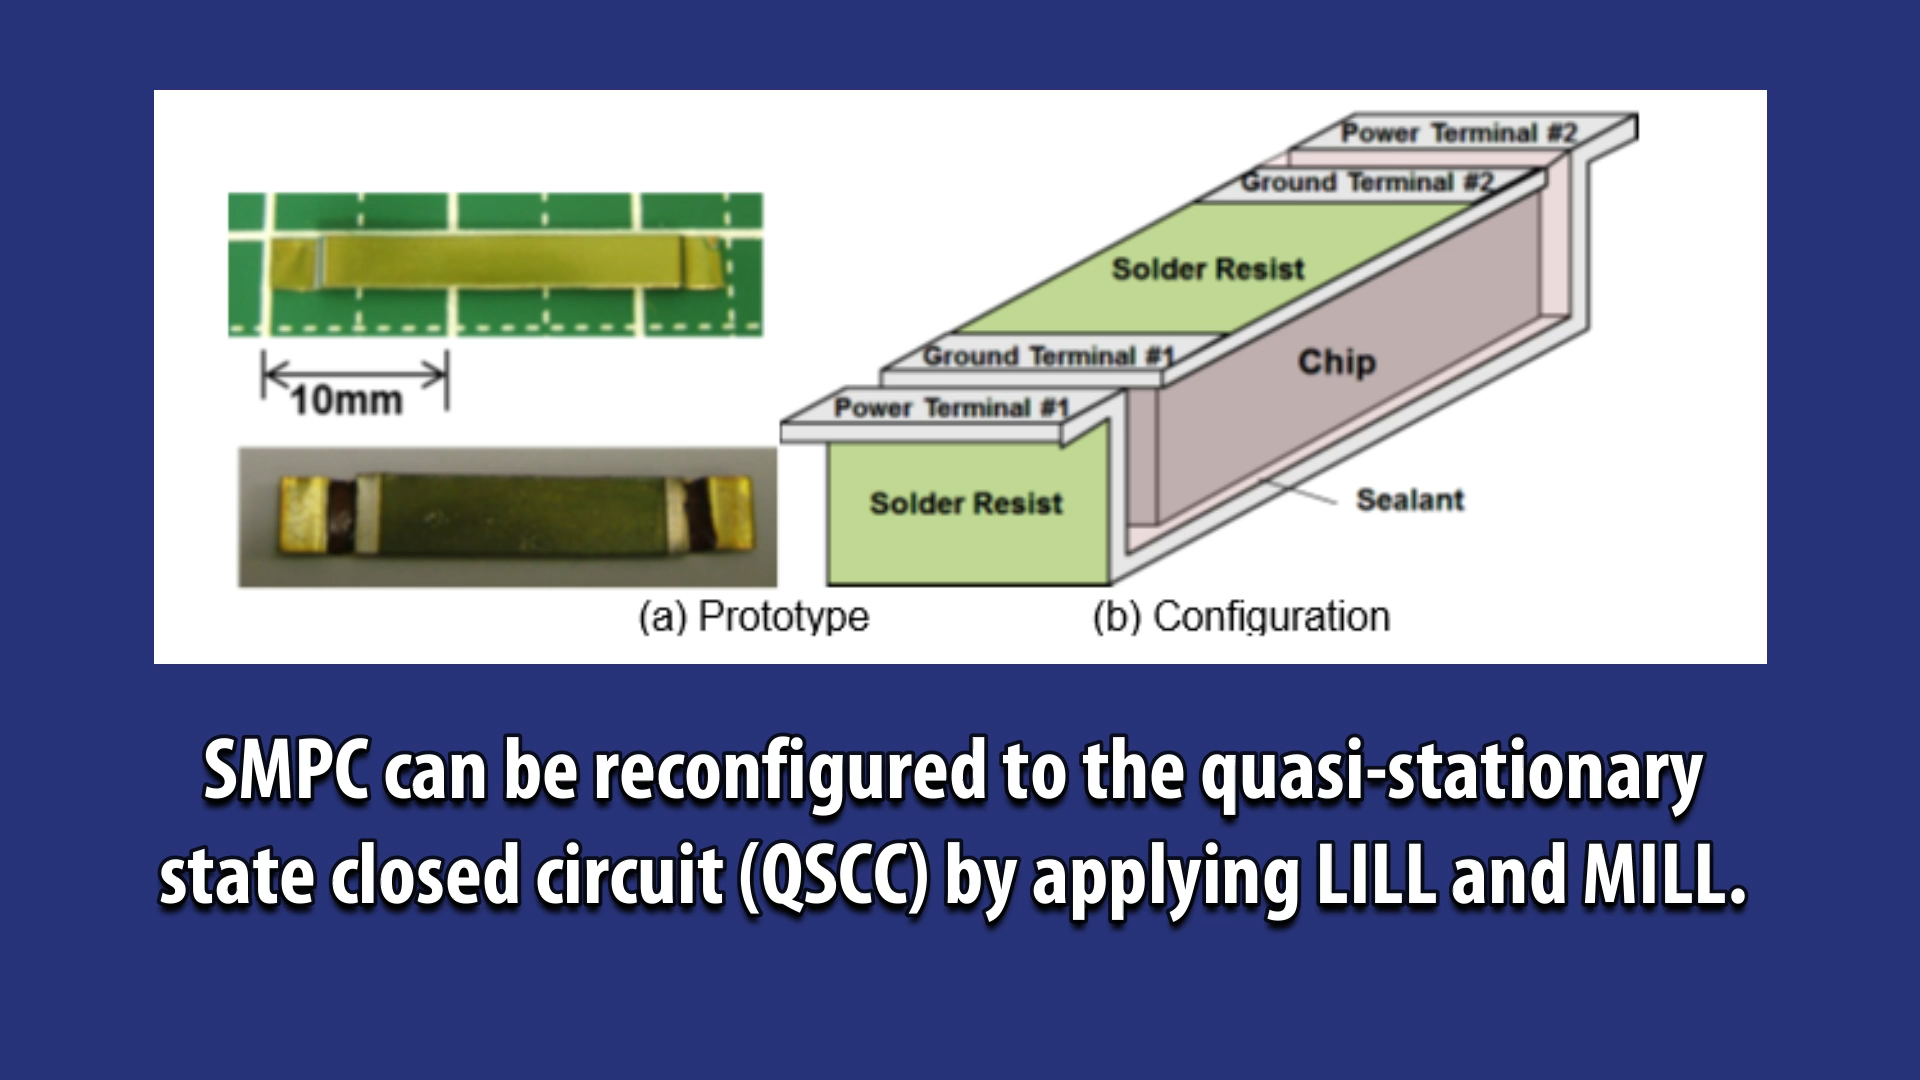 Power Terminal #2
Ground Terminal #2
Solder Resist
Ground Terminal #1
Chip
10mm
Power Terminal #1
Solder Resist
Sealant
(a) Prototype
(b) Configuration
SMPC can be reconfigured to the quasi-stationary
state closed circuit (QSCC) by applying LILL and MILL.